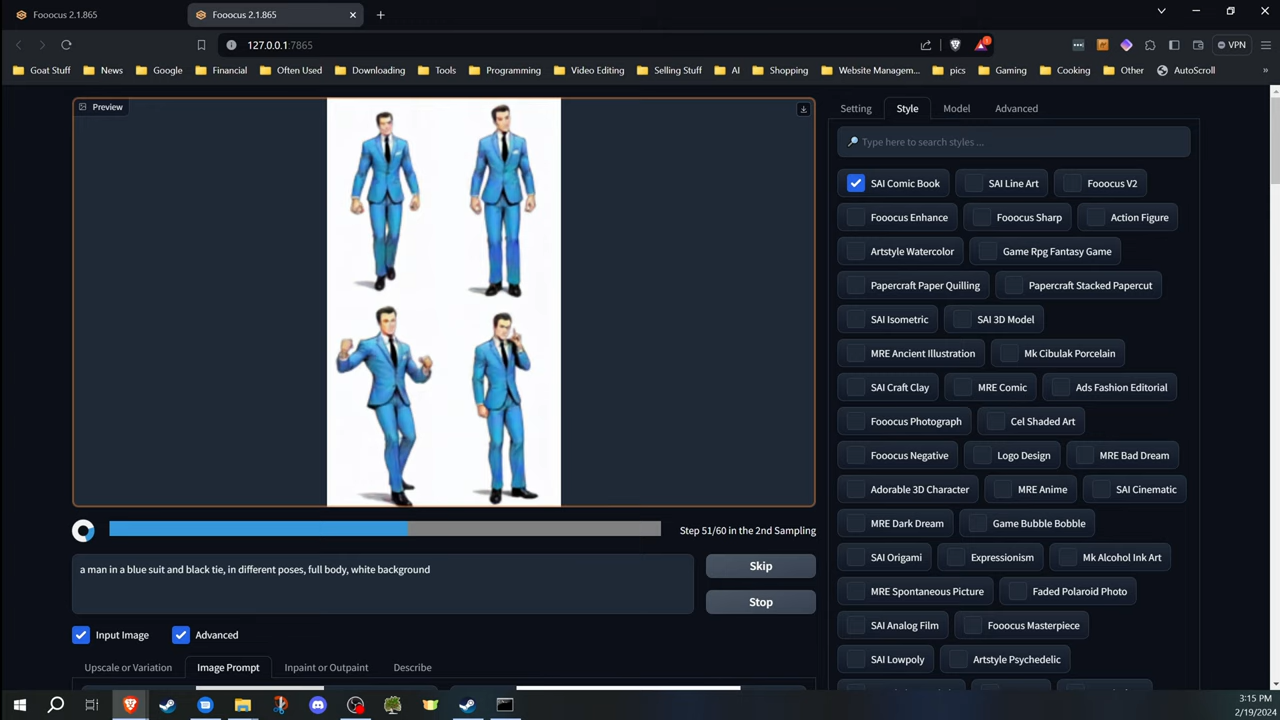 Fooocus 2.1.865
Fooocus 2.1.865
127.0.0.1:7865
1
VPN
Goat Stuff
News
Google
Financial
Often Used
Downloading
Tools
Programming
Video Editing
Selling Stuff
AI
Shopping
Website Managem...
pics
Gaming
Cooking
Other
AutoScroll
»
Preview
Setting
Style
Model
Advanced
Type here to search styles ...
SAI Comic Book
SAI Line Art
Fooocus V2
Fooocus Enhance
Fooocus Sharp
Action Figure
Artstyle Watercolor
Game Rpg Fantasy Game
Papercraft Paper Quilling
Papercraft Stacked Papercut
SAI Isometric
SAI 3D Model
MRE Ancient Illustration
Mk Cibulak Porcelain
SAI Craft Clay
MRE Comic
Ads Fashion Editorial
Fooocus Photograph
Cel Shaded Art
Fooocus Negative
Logo Design
MRE Bad Dream
Adorable 3D Character
MRE Anime
SAI Cinematic
MRE Dark Dream
Game Bubble Bobble
SAI Origami
Expressionism
Mk Alcohol Ink Art
MRE Spontaneous Picture
Faded Polaroid Photo
SAI Analog Film
Fooocus Masterpiece
SAI Lowpoly
Artstyle Psychedelic
Step 51/60 in the 2nd Sampling
a man in a blue suit and black tie, in different poses, full body, white background
Skip
Stop
Input Image
Advanced
Upscale or Variation
Image Prompt
Inpaint or Outpaint
Describe
3:15 PM
2/19/2024